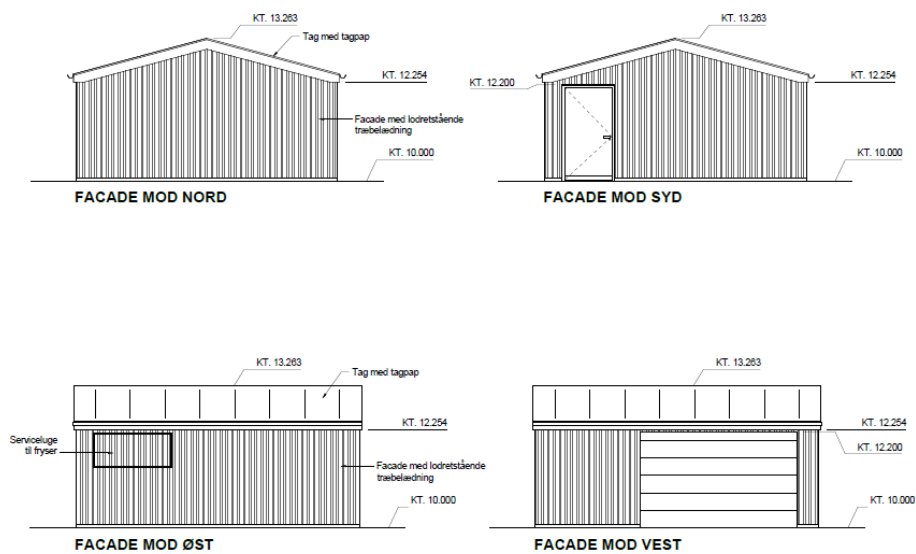 KT. 13.263
Tag med tagpap
KT. 12.254
Facade med lodretstående
træbelædning
KT. 10.000
FACADE MOD NORD
KT. 13.263
KT. 12.200
KT. 12.254
KT. 10.000
FACADE MOD SYD
KT. 13.263
Tag med tagpap
KT. 12.254
Serviceluge
til fryser
Facade med lodretstående
træbelædning
KT. 10.000
FACADE MOD ØST
KT. 13.263
KT. 12.254
KT. 12.200
KT. 10.000
FACADE MOD VEST